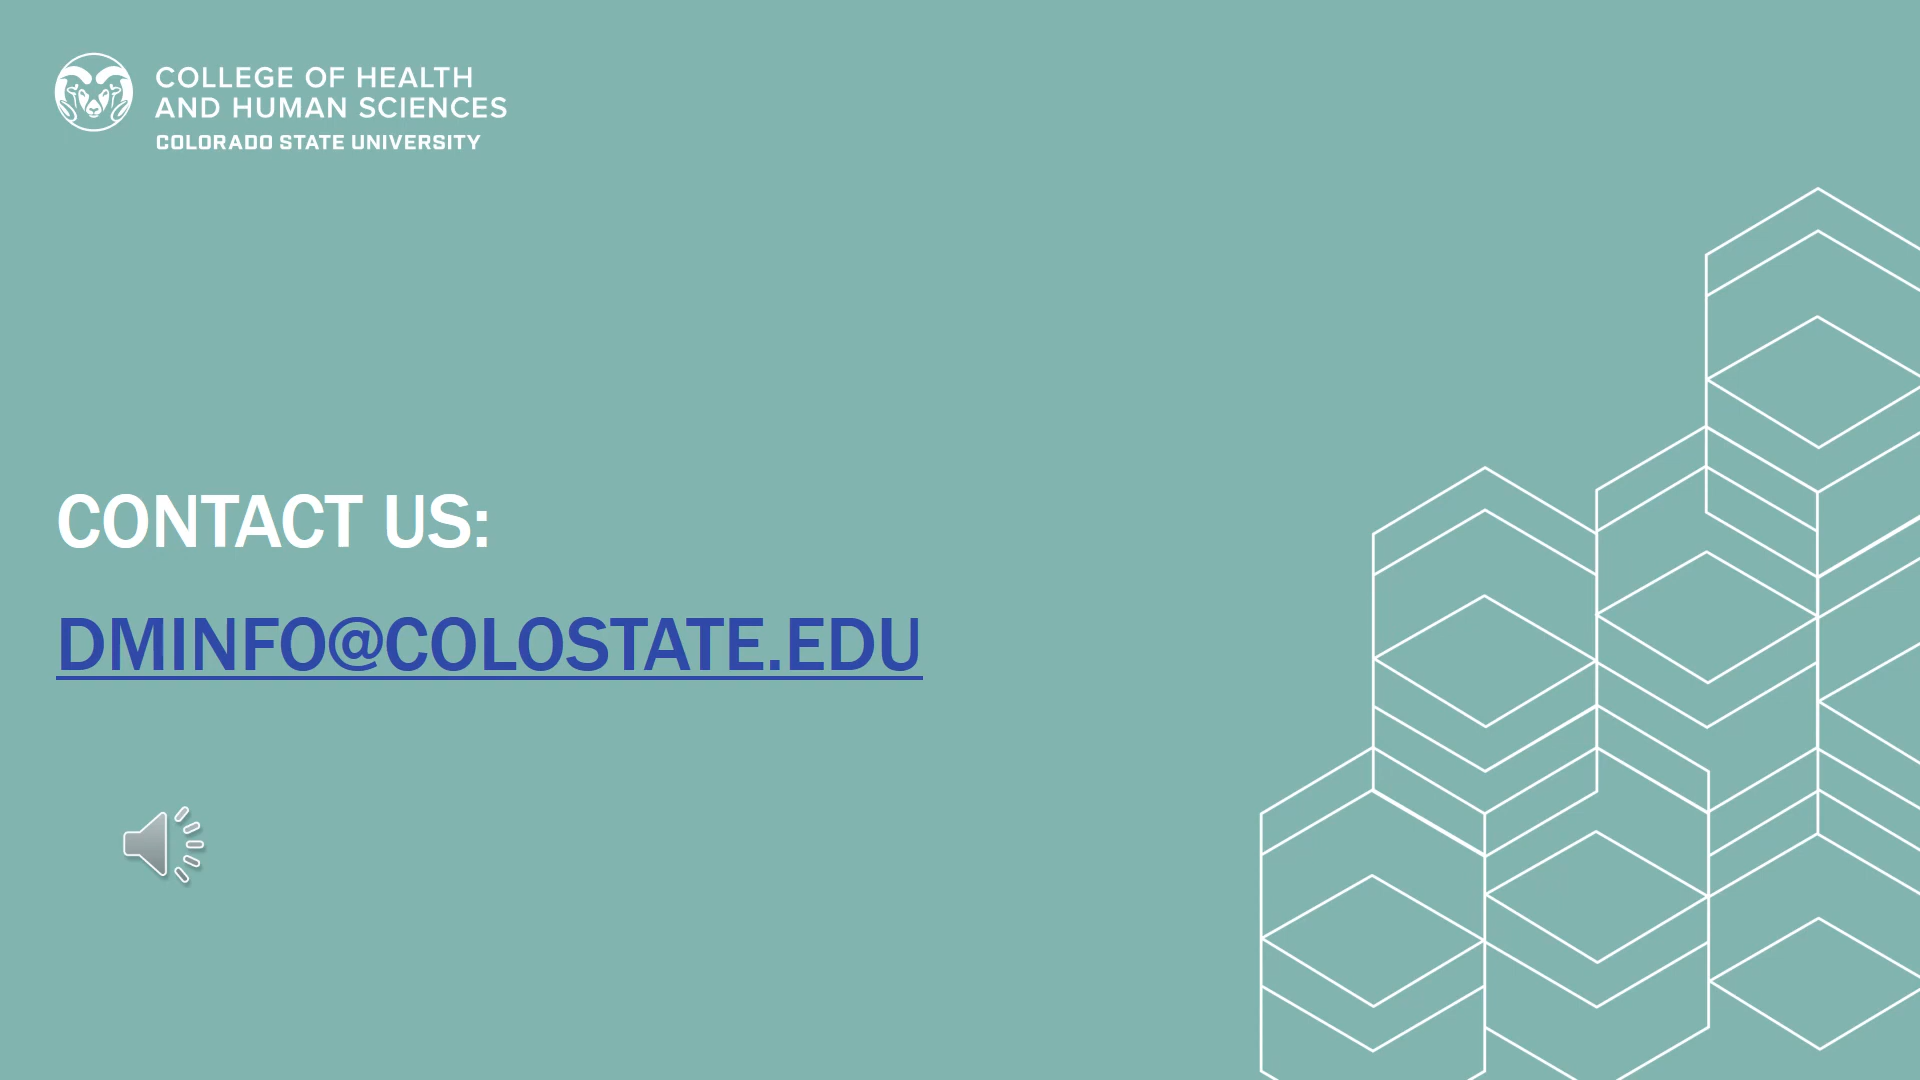 COLLEGE OF HEALTH
AND HUMAN SCIENCES
COLORADO STATE UNIVERSITY
CONTACT US:
DMINFO@COLOSTATE.EDU